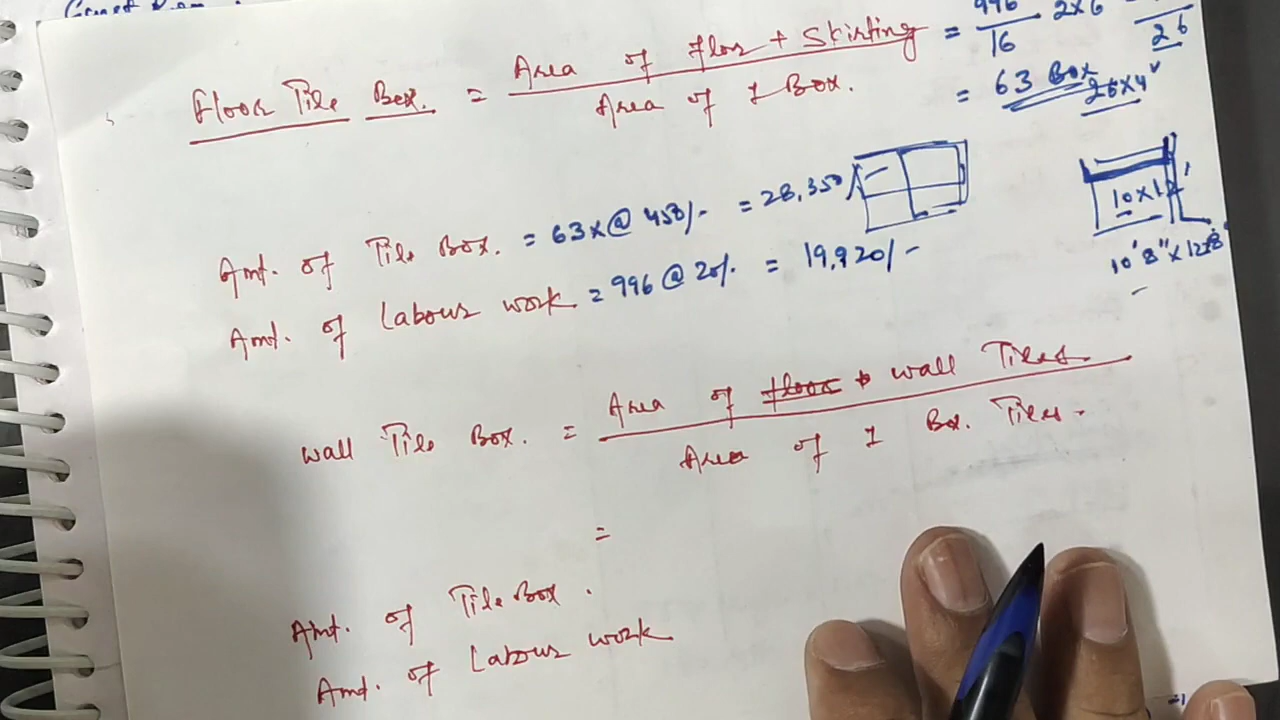 Floor Tile Box. = Area of floor + Skirting / Area of 1 Box. = 996 / 16
= 63 Box
2x6
26
26x4"
Amt. of Tile Box. = 63x@ 450/- = 28,350/-
Amt. of Labour work = 996 @ 20/. = 19,920/-
10x12'
10'8" x 12'8"
wall Tile Box. = Area of floor wall Tiles / Area of 1 Box. Tiles.
=
Amt. of Tile Box.
Amt. of Labour work